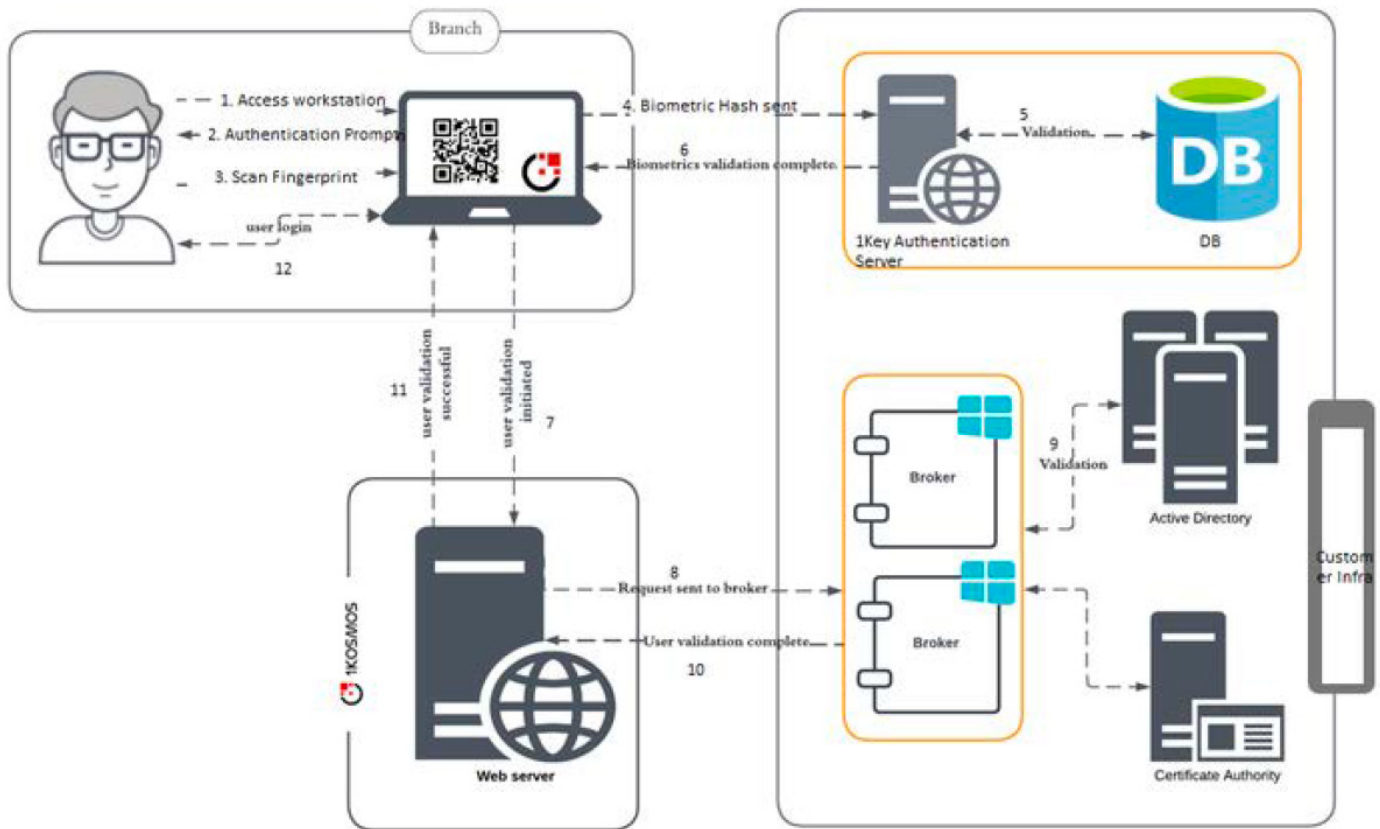 Branch
1. Access workstation
2. Authentication Prompt
3. Scan Fingerprint
user login
12
4. Biometric Hash sent
6
Biometrics validation complete
5
Validation
DB
1Key Authentication
Server
DB
11
user validation
successful
user validation
initiated
7
Broker
9
Validation
Active Directory
Custom
er Infra
8
Request sent to broker
Broker
User validation complete
10
1KOSMOS
Web server
Certificate Authority